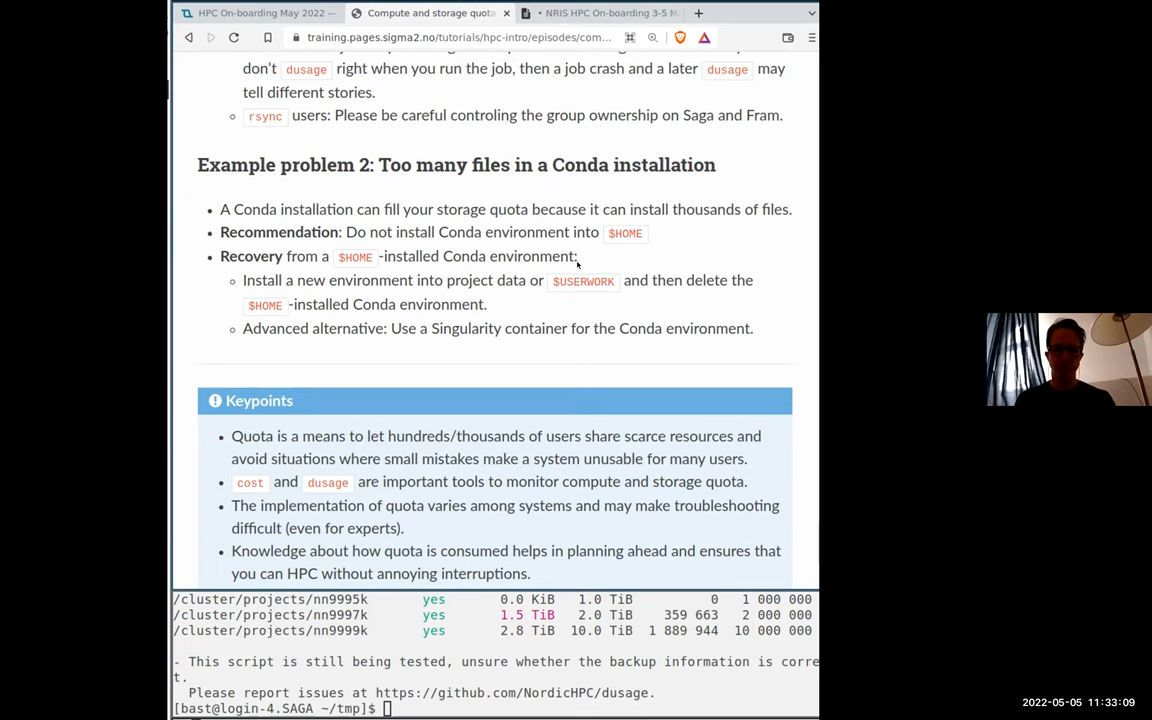 HPC On-boarding May 2022 —
Compute and storage quota
• NRIS HPC On-boarding 3-5 M
training.pages.sigma2.no/tutorials/hpc-intro/episodes/com...
don't dusage right when you run the job, then a job crash and a later dusage may
tell different stories.
rsync users: Please be careful controling the group ownership on Saga and Fram.
Example problem 2: Too many files in a Conda installation
A Conda installation can fill your storage quota because it can install thousands of files.
Recommendation: Do not install Conda environment into $HOME
Recovery from a $HOME -installed Conda environment:
Install a new environment into project data or $USERWORK and then delete the
$HOME -installed Conda environment.
Advanced alternative: Use a Singularity container for the Conda environment.
Keypoints
Quota is a means to let hundreds/thousands of users share scarce resources and
avoid situations where small mistakes make a system unusable for many users.
cost and dusage are important tools to monitor compute and storage quota.
The implementation of quota varies among systems and may make troubleshooting
difficult (even for experts).
Knowledge about how quota is consumed helps in planning ahead and ensures that
you can HPC without annoying interruptions.
/cluster/projects/nn9995k yes 0.0 KiB 1.0 TiB 0 1 000 000
/cluster/projects/nn9997k yes 1.5 TiB 2.0 TiB 359 663 2 000 000
/cluster/projects/nn9999k yes 2.8 TiB 10.0 TiB 1 889 944 10 000 000
- This script is still being tested, unsure whether the backup information is corre
t.
Please report issues at https://github.com/NordicHPC/dusage.
[bast@login-4.SAGA ~/tmp]$
2022-05-05 11:33:09